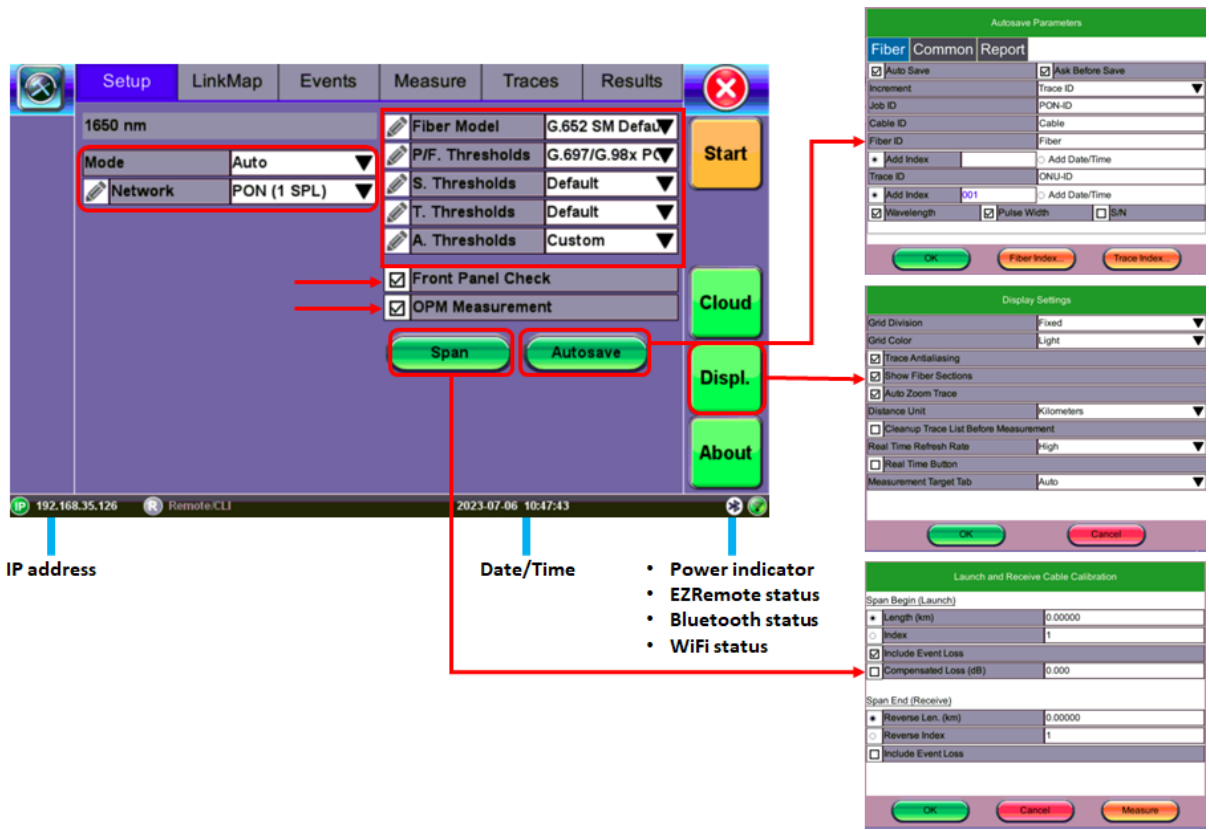 Setup LinkMap Events Measure Traces Results
1650 nm
Mode Auto
Network PON (1 SPL)
Fiber Model G.652 SM Defau
P/F. Thresholds G.697/G.98x P
S. Thresholds Default
T. Thresholds Default
A. Thresholds Custom
Front Panel Check
OPM Measurement
Span Autosave
Start
Cloud
Displ.
About
IP 192.168.35.126 R Remote/CLI 2023-07-06 10:47:43
IP address
Date/Time
• Power indicator
• EZRemote status
• Bluetooth status
• WiFi status
Autosave Parameters
Fiber Common Report
Auto Save Ask Before Save
Increment Trace ID
Job ID PON-ID
Cable ID Cable
Fiber ID Fiber
Add Index Add Date/Time
Trace ID ONU-ID
Add Index 001 Add Date/Time
Wavelength Pulse Width S/N
OK Fiber Index... Trace Index...
Display Settings
Grid Division Fixed
Grid Color Light
Trace Antialiasing
Show Fiber Sections
Auto Zoom Trace
Distance Unit Kilometers
Cleanup Trace List Before Measurement
Real Time Refresh Rate High
Real Time Button
Measurement Target Tab Auto
OK Cancel
Launch and Receive Cable Calibration
Span Begin (Launch)
Length (km) 0.00000
Index 1
Include Event Loss
Compensated Loss (dB) 0.000
Span End (Receive)
Reverse Len. (km) 0.00000
Reverse Index 1
Include Event Loss
OK Cancel Measure